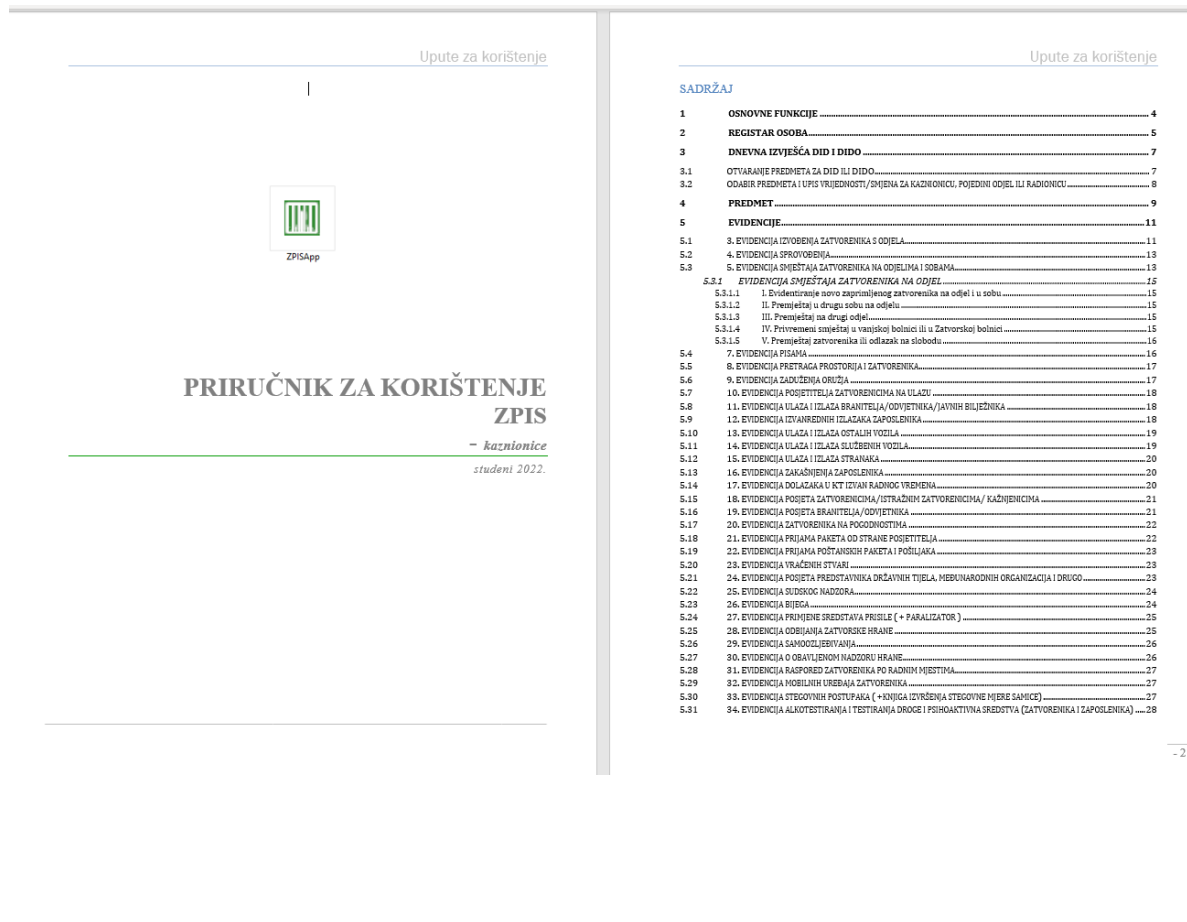 Upute za korištenje
ZPISApp
PRIRUČNIK ZA KORIŠTENJE
ZPIS
– kaznionice
studeni 2022.
Upute za korištenje
SADRŽAJ
1 OSNOVNE FUNKCIJE 4
2 REGISTAR OSOBA 5
3 DNEVNA IZVJEŠĆA DID I DIDO 7
3.1 OTVARANJE PREDMETA ZA DID ILI DIDO 7
3.2 ODABIR PREDMETA I UPIS VRIJEDNOSTI/SMJENA ZA KAZNIONICU, POJEDINI ODJEL ILI RADIONICU 8
4 PREDMET 9
5 EVIDENCIJE 11
5.1 3. EVIDENCIJA IZVOĐENJA ZATVORENIKA S ODJELA 11
5.2 4. EVIDENCIJA SPROVOĐENJA 13
5.3 5. EVIDENCIJA SMJEŠTAJA ZATVORENIKA NA ODJELIMA I SOBAMA 13
5.3.1 EVIDENCIJA SMJEŠTAJA ZATVORENIKA NA ODJEL 15
5.3.1.1 I. Evidentiranje novo zaprimljenog zatvorenika na odjel i u sobu 15
5.3.1.2 II. Premještaj u drugu sobu na odjelu 15
5.3.1.3 III. Premještaj na drugi odjel 15
5.3.1.4 IV. Privremeni smještaj u vanjskoj bolnici ili u Zatvorskoj bolnici 15
5.3.1.5 V. Premještaj zatvorenika ili odlazak na slobodu 16
5.4 7. EVIDENCIJA PISAMA 16
5.5 8. EVIDENCIJA PRETRAGA PROSTORIJA I ZATVORENIKA 17
5.6 9. EVIDENCIJA ZADUŽENJA ORUŽJA 17
5.7 10. EVIDENCIJA POSJETITELJA ZATVORENICIMA NA ULAZU 18
5.8 11. EVIDENCIJA ULAZA I IZLAZA BRANITELJA/ODVJETNIKA/JAVNIH BILJEŽNIKA 18
5.9 12. EVIDENCIJA IZVANREDNIH IZLAZAKA ZAPOSLENIKA 18
5.10 13. EVIDENCIJA ULAZA I IZLAZA OSTALIH VOZILA 19
5.11 14. EVIDENCIJA ULAZA I IZLAZA SLUŽBENIH VOZILA 19
5.12 15. EVIDENCIJA ULAZA I IZLAZA STRANAKA 20
5.13 16. EVIDENCIJA ZAKAŠNJENJA ZAPOSLENIKA 20
5.14 17. EVIDENCIJA DOLAZAKA U KT IZVAN RADNOG VREMENA 20
5.15 18. EVIDENCIJA POSJETA ZATVORENICIMA/ISTRAŽNIM ZATVORENICIMA/ KAŽNJENICIMA 21
5.16 19. EVIDENCIJA POSJETA BRANITELJA/ODVJETNIKA 21
5.17 20. EVIDENCIJA ZATVORENIKA NA POGODNOSTIMA 22
5.18 21. EVIDENCIJA PRIJAMA PAKETA OD STRANE POSJETITELJA 22
5.19 22. EVIDENCIJA PRIJAMA POŠTANSKIH PAKETA I POŠILJAKA 23
5.20 23. EVIDENCIJA VRAĆENIH STVARI 23
5.21 24. EVIDENCIJA POSJETA PREDSTAVNIKA DRŽAVNIH TIJELA, MEĐUNARODNIH ORGANIZACIJA I DRUGO 23
5.22 25. EVIDENCIJA SUDSKOG NADZORA 24
5.23 26. EVIDENCIJA BIJEGA 24
5.24 27. EVIDENCIJA PRIMJENE SREDSTAVA PRISILE ( + PARALIZATOR ) 25
5.25 28. EVIDENCIJA ODBIJANJA ZATVORSKE HRANE 25
5.26 29. EVIDENCIJA SAMOOZLJEĐIVANJA 26
5.27 30. EVIDENCIJA O OBAVLJENOM NADZORU HRANE 26
5.28 31. EVIDENCIJA RASPORED ZATVORENIKA PO RADNIM MJESTIMA 27
5.29 32. EVIDENCIJA MOBILNIH UREĐAJA ZATVORENIKA 27
5.30 33. EVIDENCIJA STEGOVNIH POSTUPAKA ( +KNJIGA IZVRŠENJA STEGOVNE MJERE SAMICE) 27
5.31 34. EVIDENCIJA ALKOTESTIRANJA I TESTIRANJA DROGE I PSIHOAKTIVNA SREDSTVA (ZATVORENIKA I ZAPOSLENIKA) 28
- 2